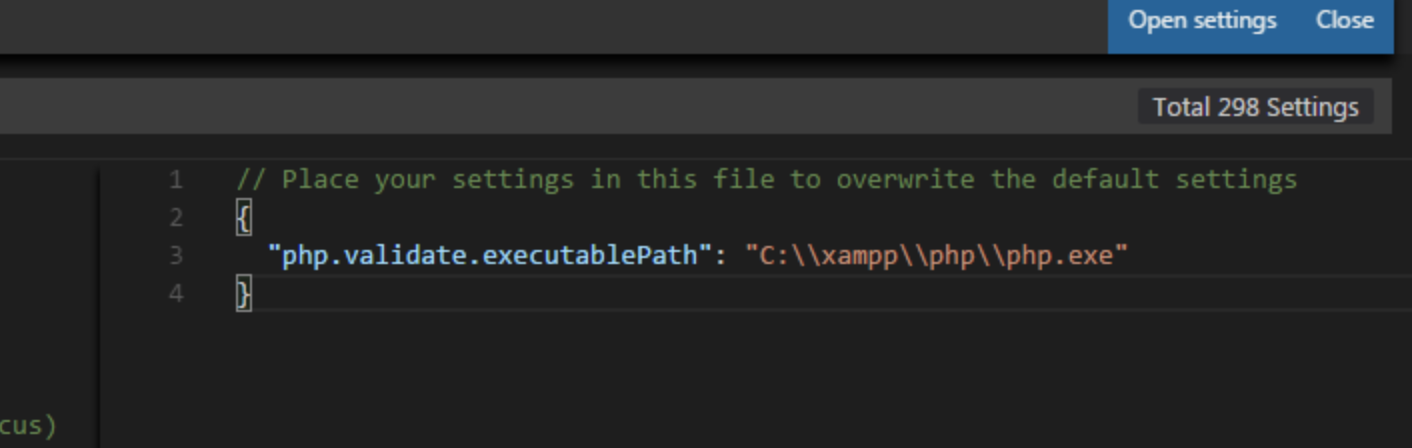 Open settings Close
Total 298 Settings
1 // Place your settings in this file to overwrite the default settings
2 {
3 "php.validate.executablePath": "C:\\xampp\\php\\php.exe"
4 }
cus)